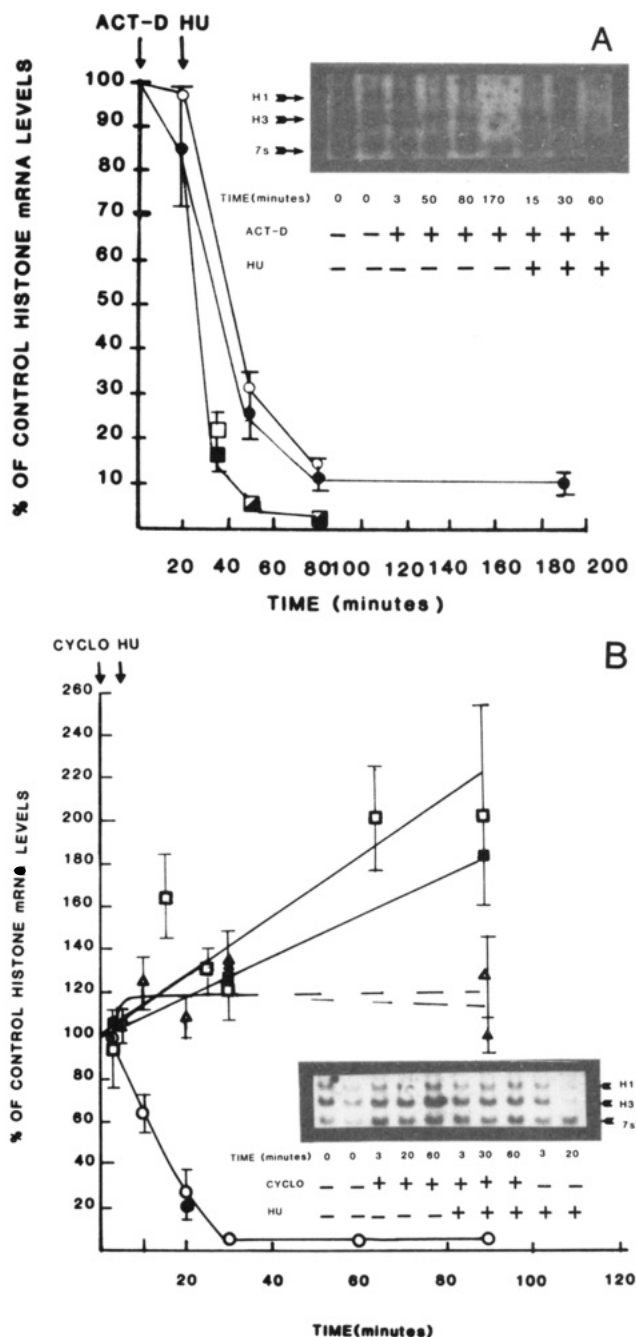 ACT-D HU
A
100
90
80
70
60
50
40
30
20
10
% OF CONTROL HISTONE mRNA LEVELS
H1
H3
7s
TIME(minutes) 0 0 3 50 80 170 15 30 60
ACT-D – – + + + + + + +
HU – – – – – – + + +
20 40 60 80 100 120 140 160 120 200
TIME (minutes)
CYCLO HU
B
260
240
220
200
180
160
140
120
100
80
60
40
20
% OF CONTROL HISTONE mRNA LEVELS
H1
H3
7s
TIME (minutes) 0 0 3 20 60 3 30 60 3 20
CYCLO – – + + + + + + – –
HU – – – – – + + + + +
20 40 60 80 100 120
TIME(minutes)